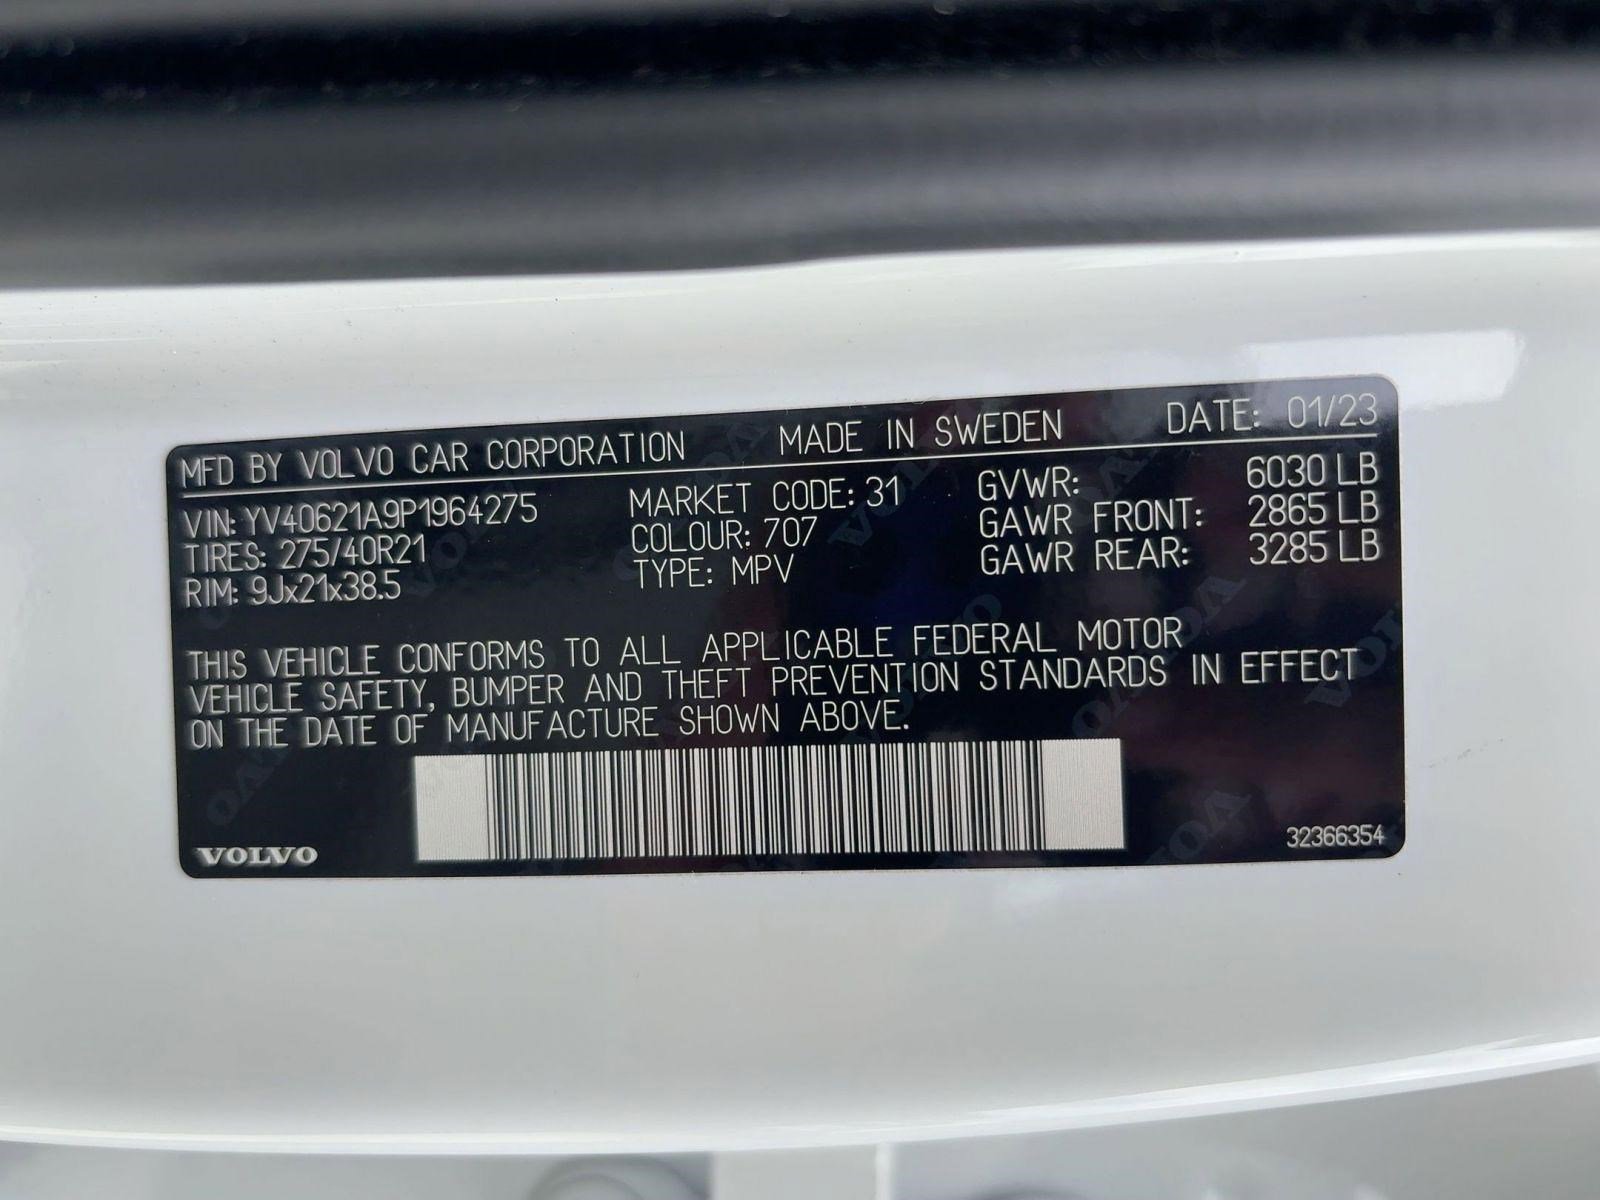 MFD BY VOLVO CAR CORPORATION MADE IN SWEDEN DATE: 01/23
VIN: YV40621A9P1964275 MARKET CODE: 31 GVWR: 6030 LB
TIRES: 275/40R21 COLOUR: 707 GAWR FRONT: 2865 LB
RIM: 9Jx21x38.5 TYPE: MPV GAWR REAR: 3285 LB
THIS VEHICLE CONFORMS TO ALL APPLICABLE FEDERAL MOTOR
VEHICLE SAFETY, BUMPER AND THEFT PREVENTION STANDARDS IN EFFECT
ON THE DATE OF MANUFACTURE SHOWN ABOVE.
VOLVO 32366354